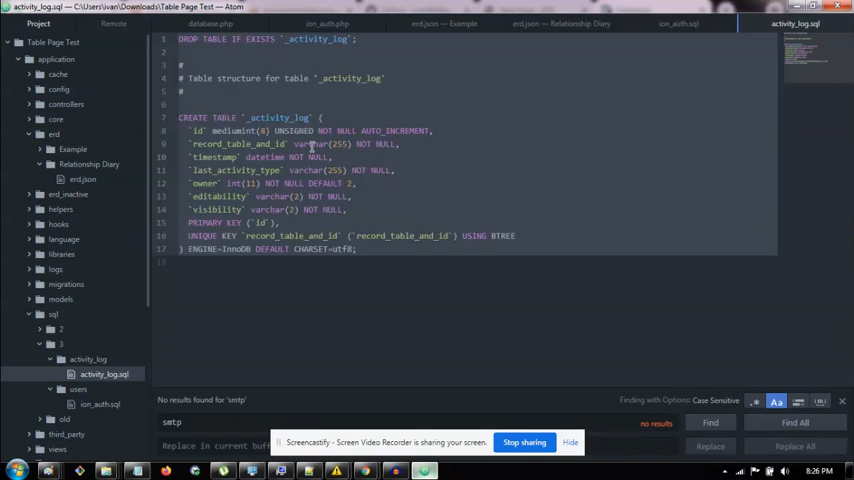 activity_log.sql — C:\Users\ivan\Documents\Table Page Test — Atom
Project
Remote
database.php
ion_auth.php
erd.json — Example
erd.json — Relationship Diary
ion_auth.sql
activity_log.sql
Table Page Test
application
cache
config
controllers
core
erd
Example
Relationship Diary
erd.json
erd_inactive
helpers
hooks
language
libraries
logs
migrations
models
sql
2
3
activity_log
activity_log.sql
users
ion_auth.sql
old
third_party
views
1 DROP TABLE IF EXISTS `_activity_log`;
2
3 #
4 # Table structure for table '_activity_log'
5 #
6
7 CREATE TABLE `_activity_log` (
8 `id` mediumint(8) UNSIGNED NOT NULL AUTO_INCREMENT,
9 `record_table_and_id` varchar(255) NOT NULL,
10 `timestamp` datetime NOT NULL,
11 `last_activity_type` varchar(255) NOT NULL,
12 `owner` int(11) NOT NULL DEFAULT 2,
13 `editability` varchar(2) NOT NULL,
14 `visibility` varchar(2) NOT NULL,
15 PRIMARY KEY (`id`),
16 UNIQUE KEY `record_table_and_id` (`record_table_and_id`) USING BTREE
17 ) ENGINE=InnoDB DEFAULT CHARSET=utf8;
18
No results found for 'smtp'
Finding with Options: Case Sensitive
.*
Aa
smtp
no results
Find
Find All
Replace in current buff
Replace
Replace All
Screencastify - Screen Video Recorder is sharing your screen.
Stop sharing
Hide
8:26 PM